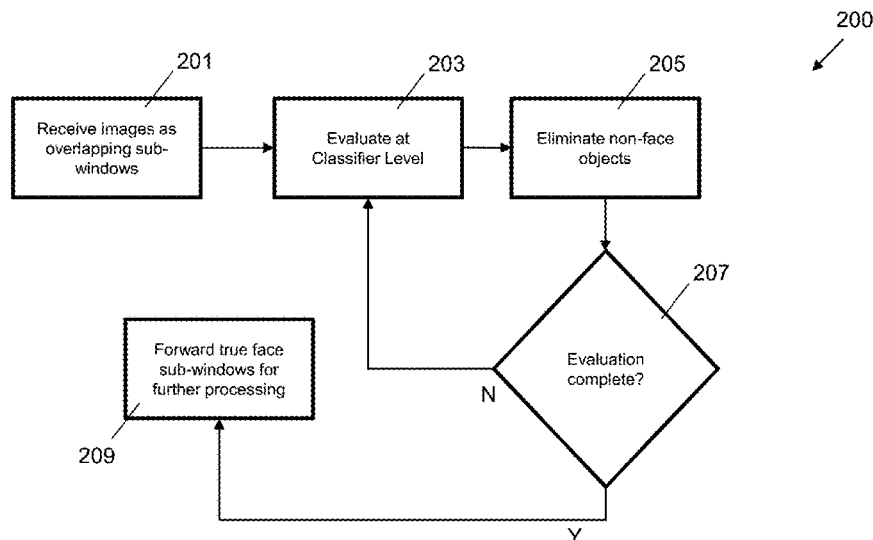 200
201
203
205
Receive images as
overlapping sub-
windows
Evaluate at
Classifier Level
Eliminate non-face
objects
207
Evaluation
complete?
N
Forward true face
sub-windows for
further processing
209
Y